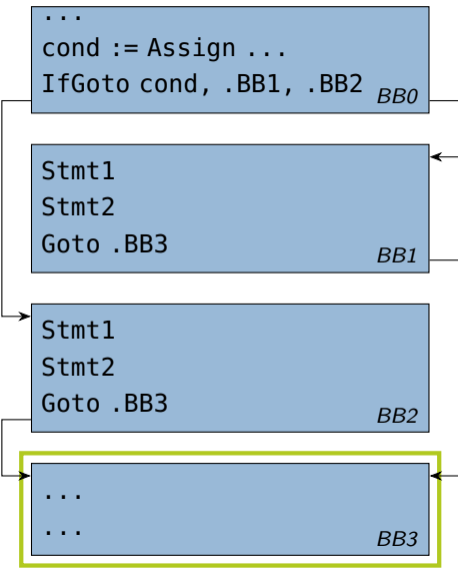 ...
cond := Assign ...
IfGoto cond, .BB1, .BB2
BB0
Stmt1
Stmt2
Goto .BB3
BB1
Stmt1
Stmt2
Goto .BB3
BB2
...
...
BB3